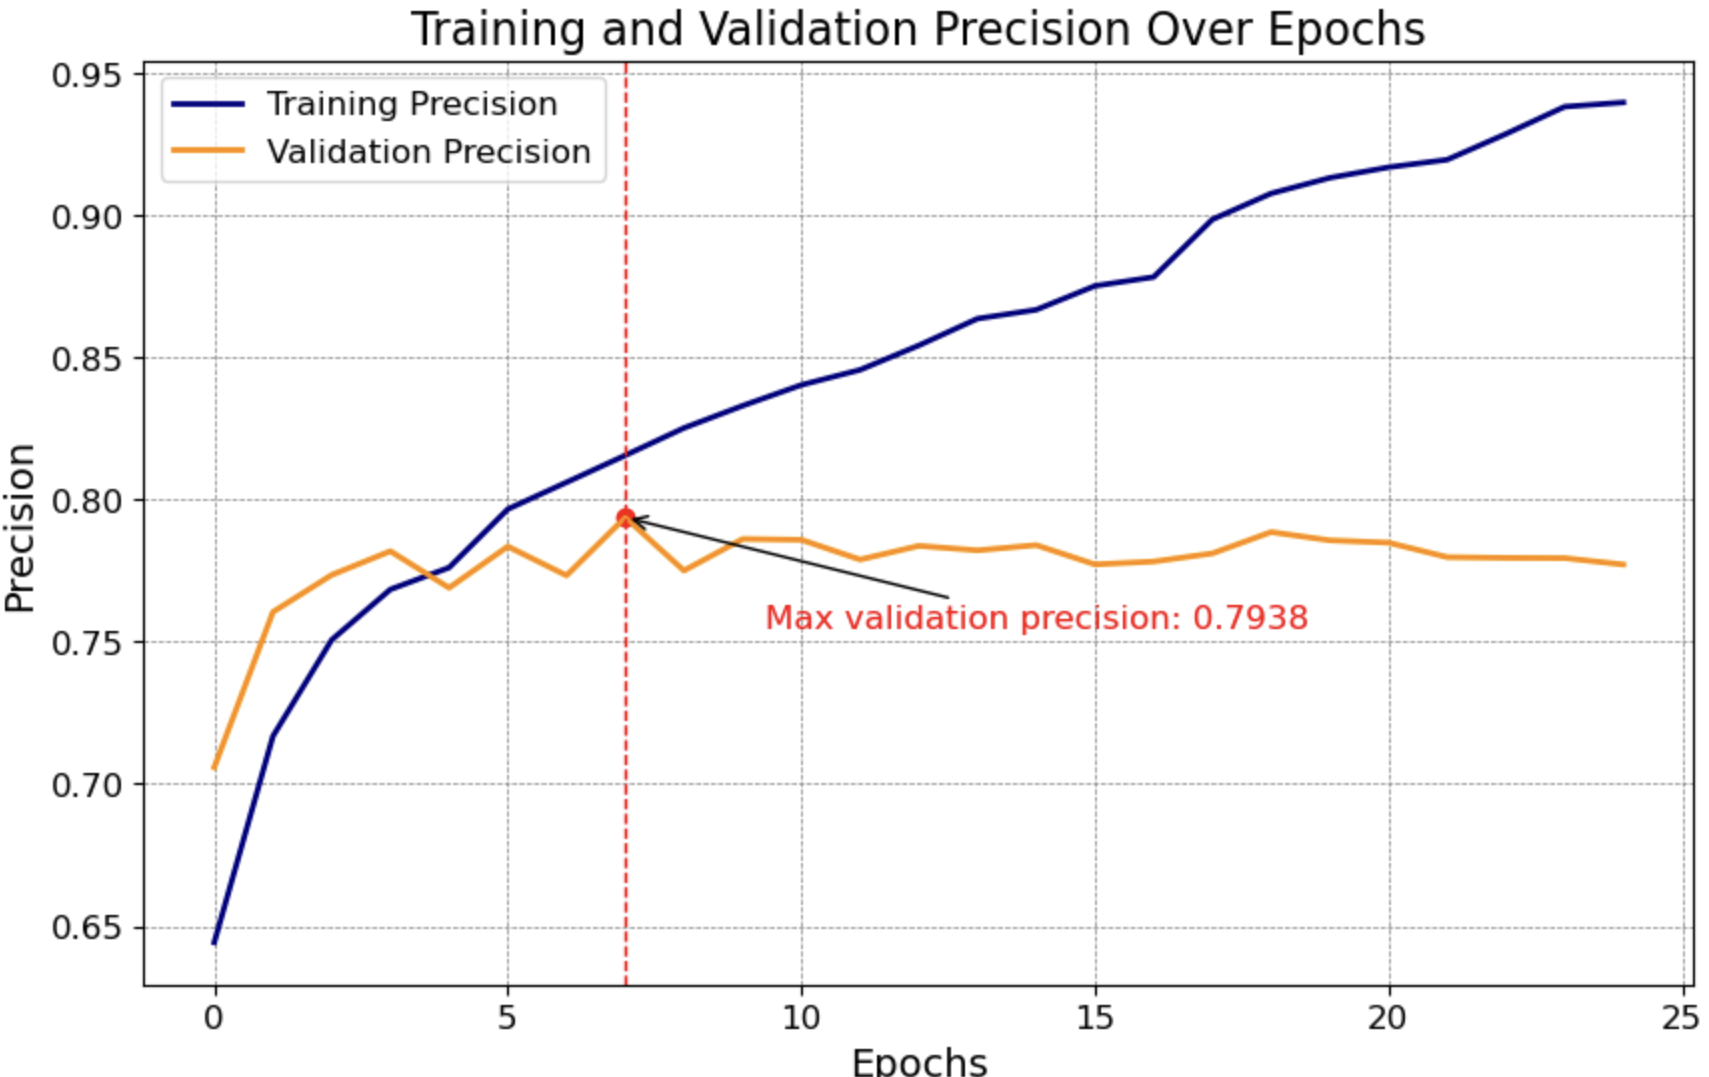 Training and Validation Precision Over Epochs
0.95
Training Precision
Validation Precision
0.90
0.85
0.80
Max validation precision: 0.7938
0.75
0.70
0.65
Precision
0 5 10 15 20 25
Epochs